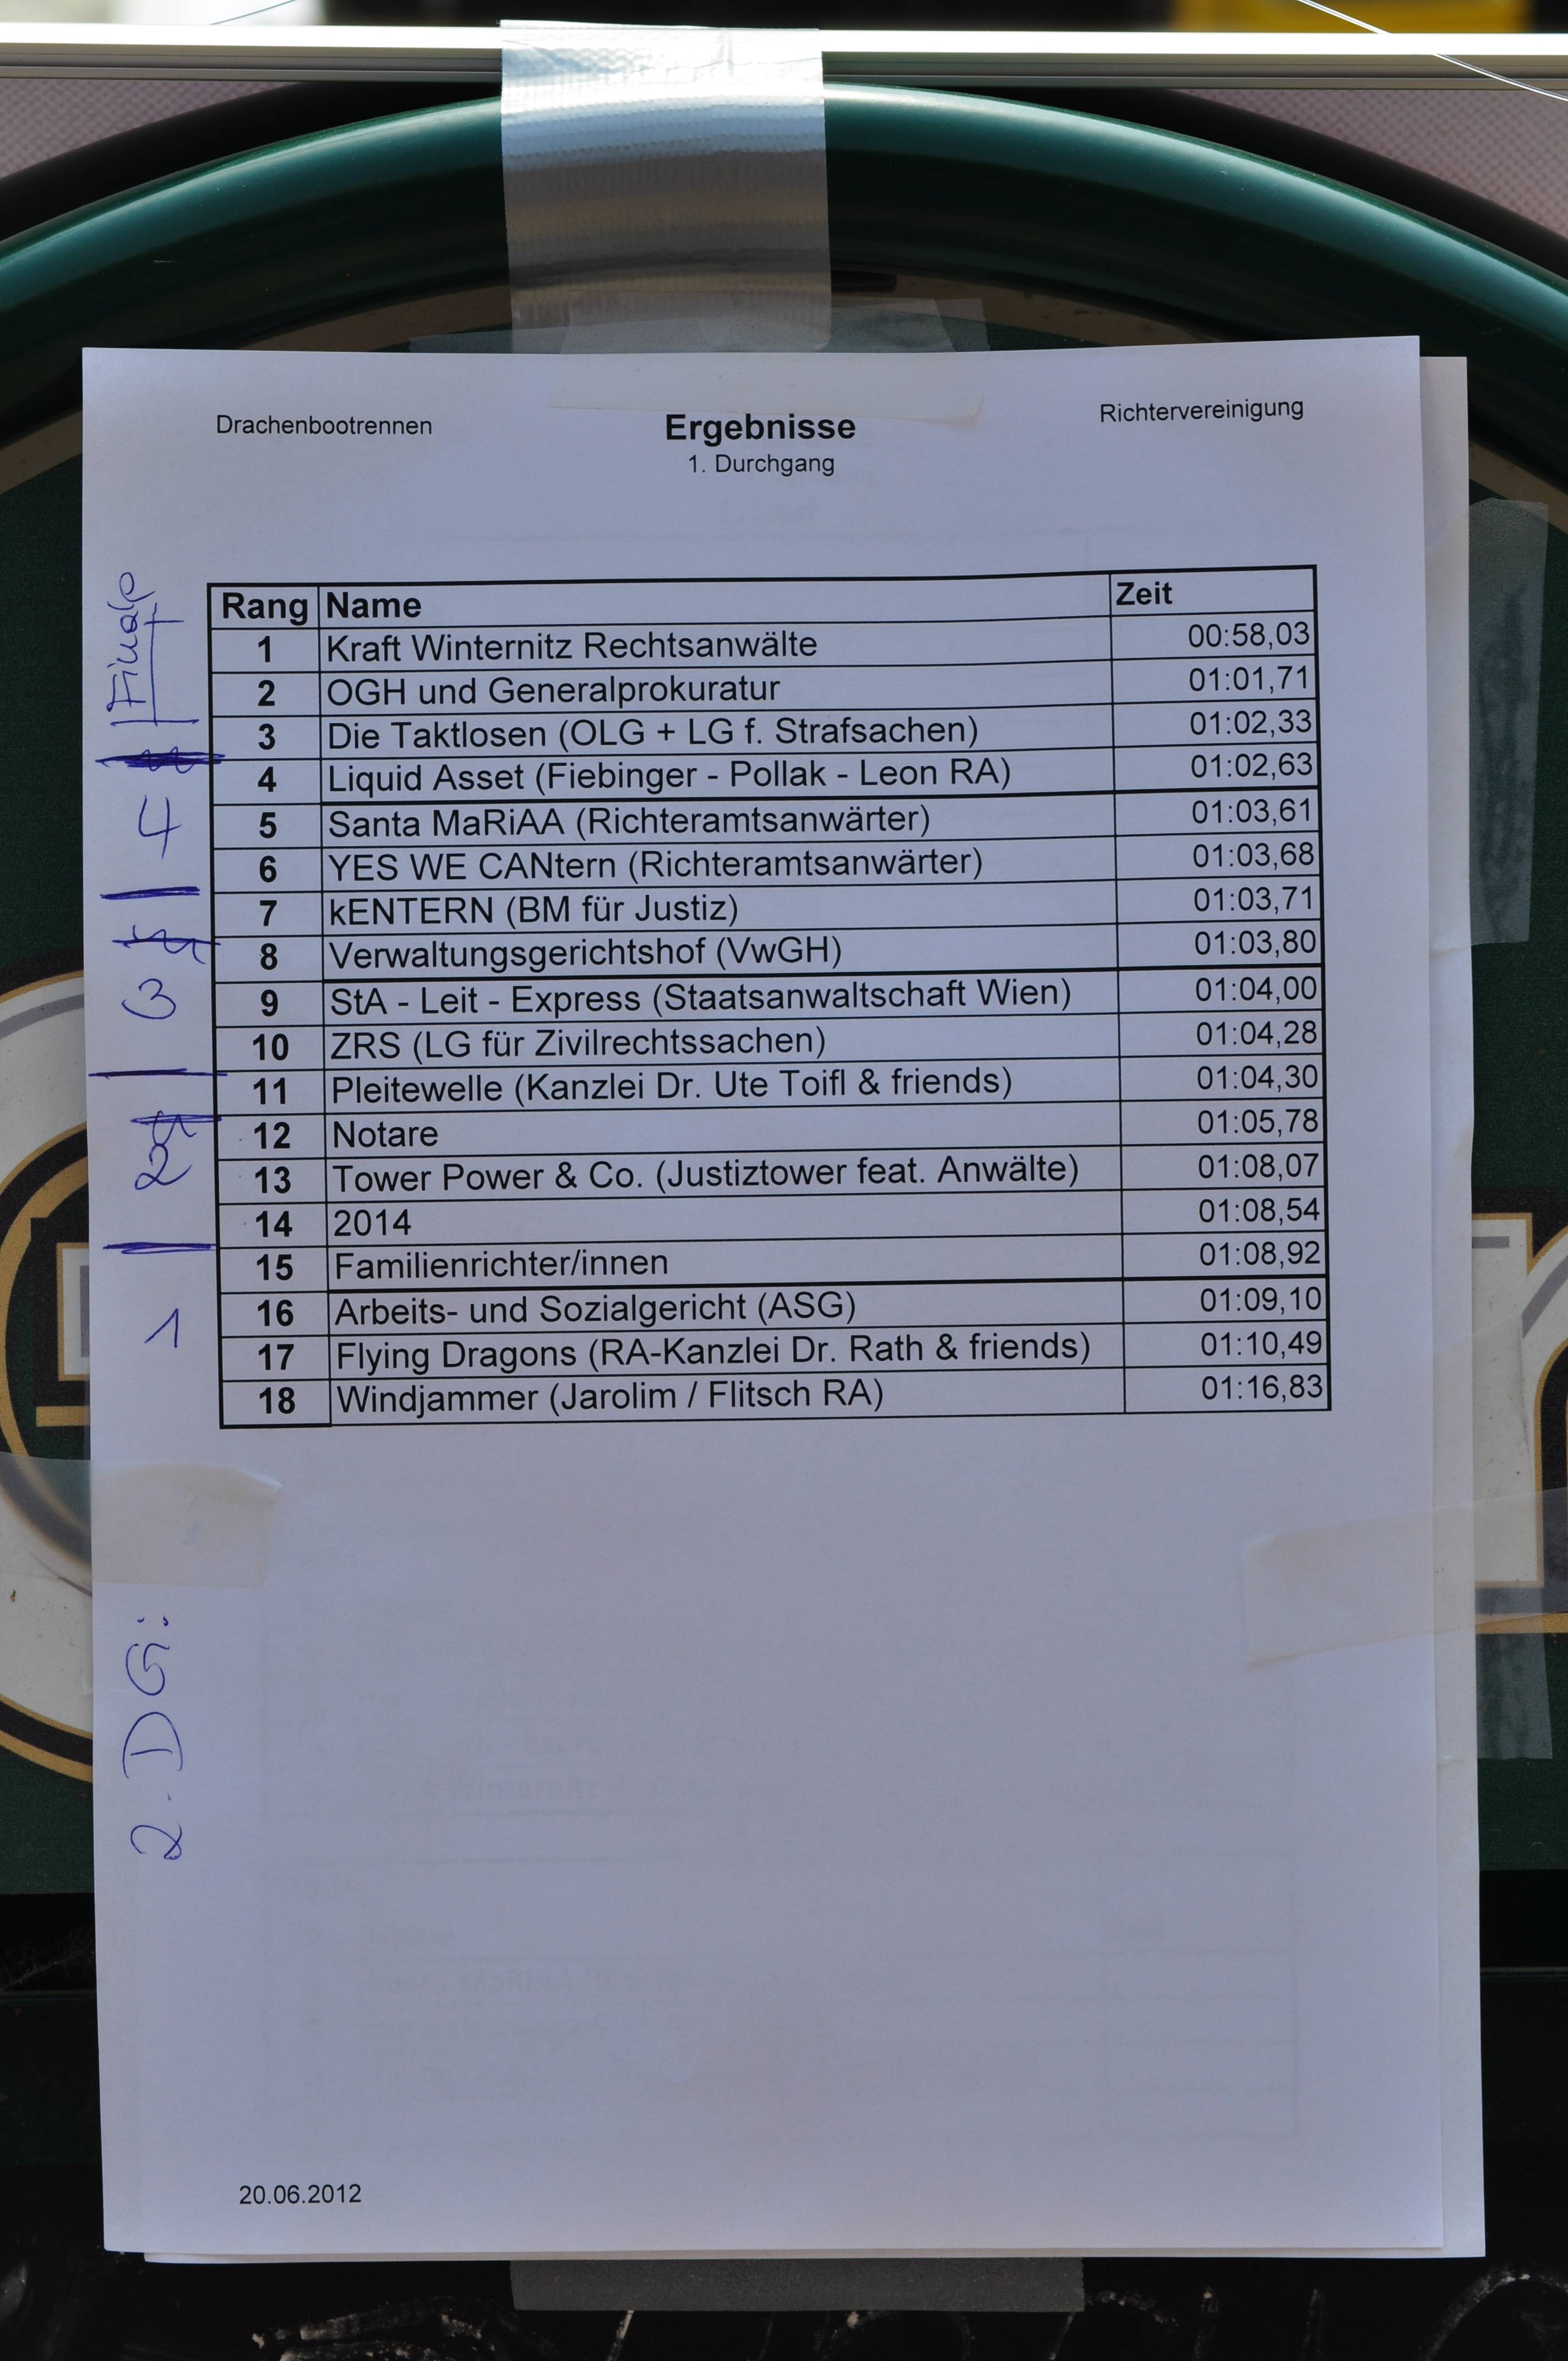 Drachenbootrennen Ergebnisse Richtervereinigung
1. Durchgang
Rang Name Zeit
1 Kraft Winternitz Rechtsanwälte 00:58,03
2 OGH und Generalprokuratur 01:01,71
3 Die Taktlosen (OLG + LG f. Strafsachen) 01:02,33
4 Liquid Asset (Fiebinger - Pollak - Leon RA) 01:02,63
5 Santa MaRiAA (Richteramtsanwärter) 01:03,61
6 YES WE CANtern (Richteramtsanwärter) 01:03,68
7 kENTERN (BM für Justiz) 01:03,71
8 Verwaltungsgerichtshof (VwGH) 01:03,80
9 StA - Leit - Express (Staatsanwaltschaft Wien) 01:04,00
10 ZRS (LG für Zivilrechtssachen) 01:04,28
11 Pleitewelle (Kanzlei Dr. Ute Toifl & friends) 01:04,30
12 Notare 01:05,78
13 Tower Power & Co. (Justiztower feat. Anwälte) 01:08,07
14 2014 01:08,54
15 Familienrichter/innen 01:08,92
16 Arbeits- und Sozialgericht (ASG) 01:09,10
17 Flying Dragons (RA-Kanzlei Dr. Rath & friends) 01:10,49
18 Windjammer (Jarolim / Flitsch RA) 01:16,83
Finale
4
3
2
1
2. DG:
20.06.2012